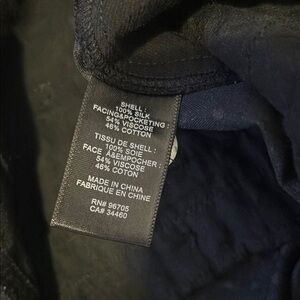 SHELL :
100% SILK
FACING&POCKETING :
54% VISCOSE
46% COTTON
TISSU DE SHELL :
100% SOIE
FACE À&EMPOCHER :
54% VISCOSE
46% COTTON
MADE IN CHINA
FABRIQUE EN CHINE
RN# 96705
CA# 34460